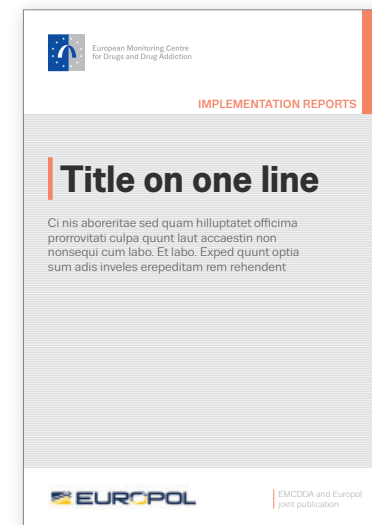 European Monitoring Centre
for Drugs and Drug Addiction
IMPLEMENTATION REPORTS
Title on one line
Ci nis aboreritae sed quam hilluptatet officima
prorrovitati culpa quunt laut accaestin non
nonsequi cum labo. Et labo. Exped quunt optia
sum adis inveles erepeditam rem rehendent
EUROPOL
EMCDDA and Europol
joint publication